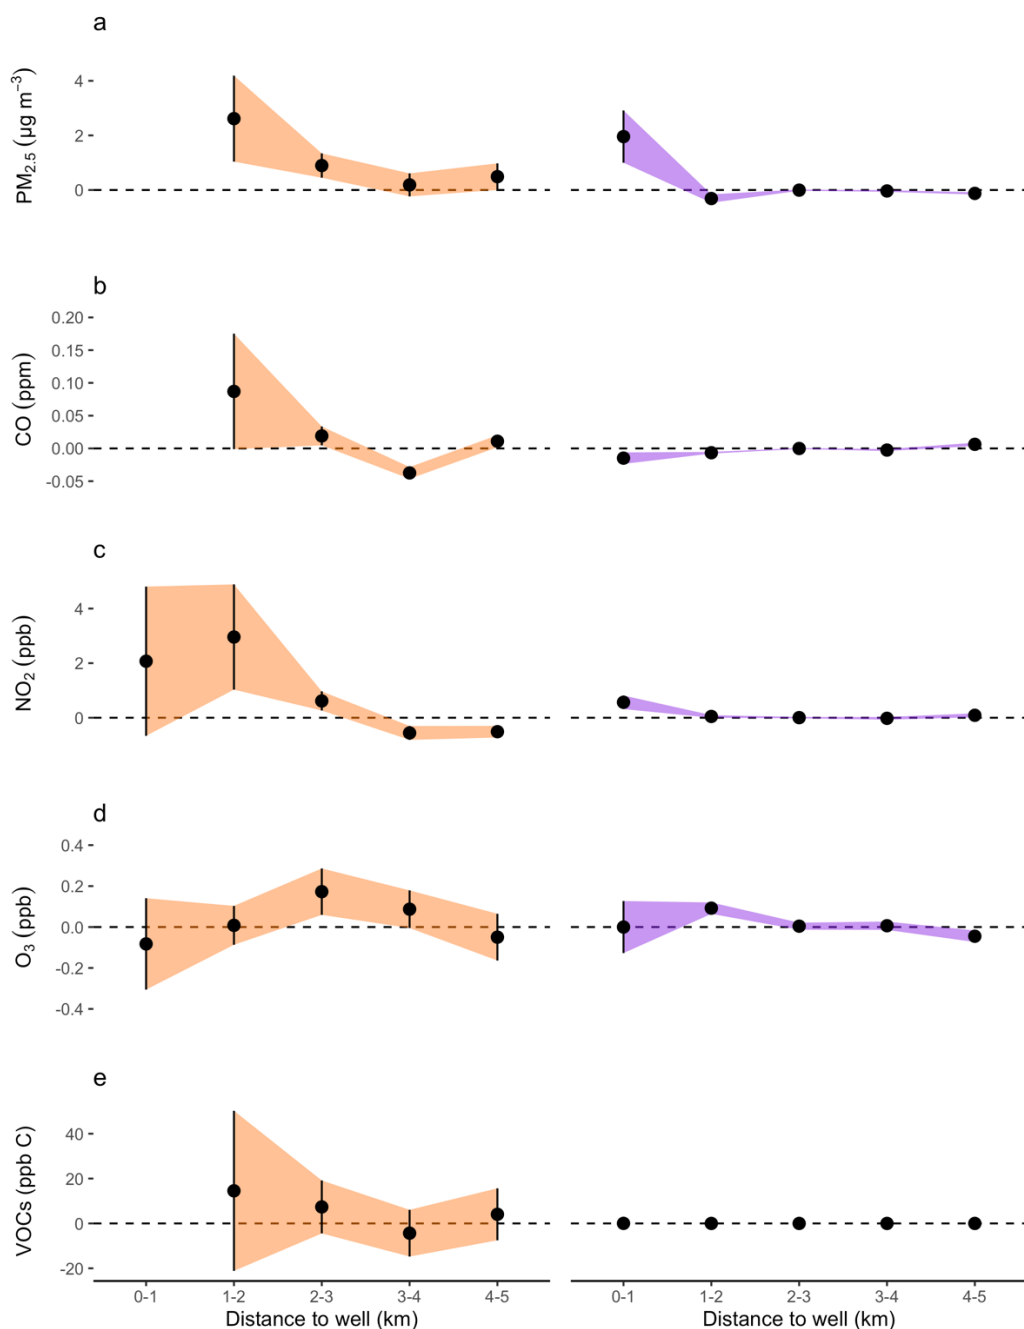 a
PM2.5 (µg m−3)
4
2
0
b
CO (ppm)
0.20
0.15
0.10
0.05
0.00
-0.05
c
NO2 (ppb)
4
2
0
d
O3 (ppb)
0.4
0.2
0.0
-0.2
-0.4
e
VOCs (ppb C)
40
20
0
-20
0-1 1-2 2-3 3-4 4-5 0-1 1-2 2-3 3-4 4-5
Distance to well (km) Distance to well (km)